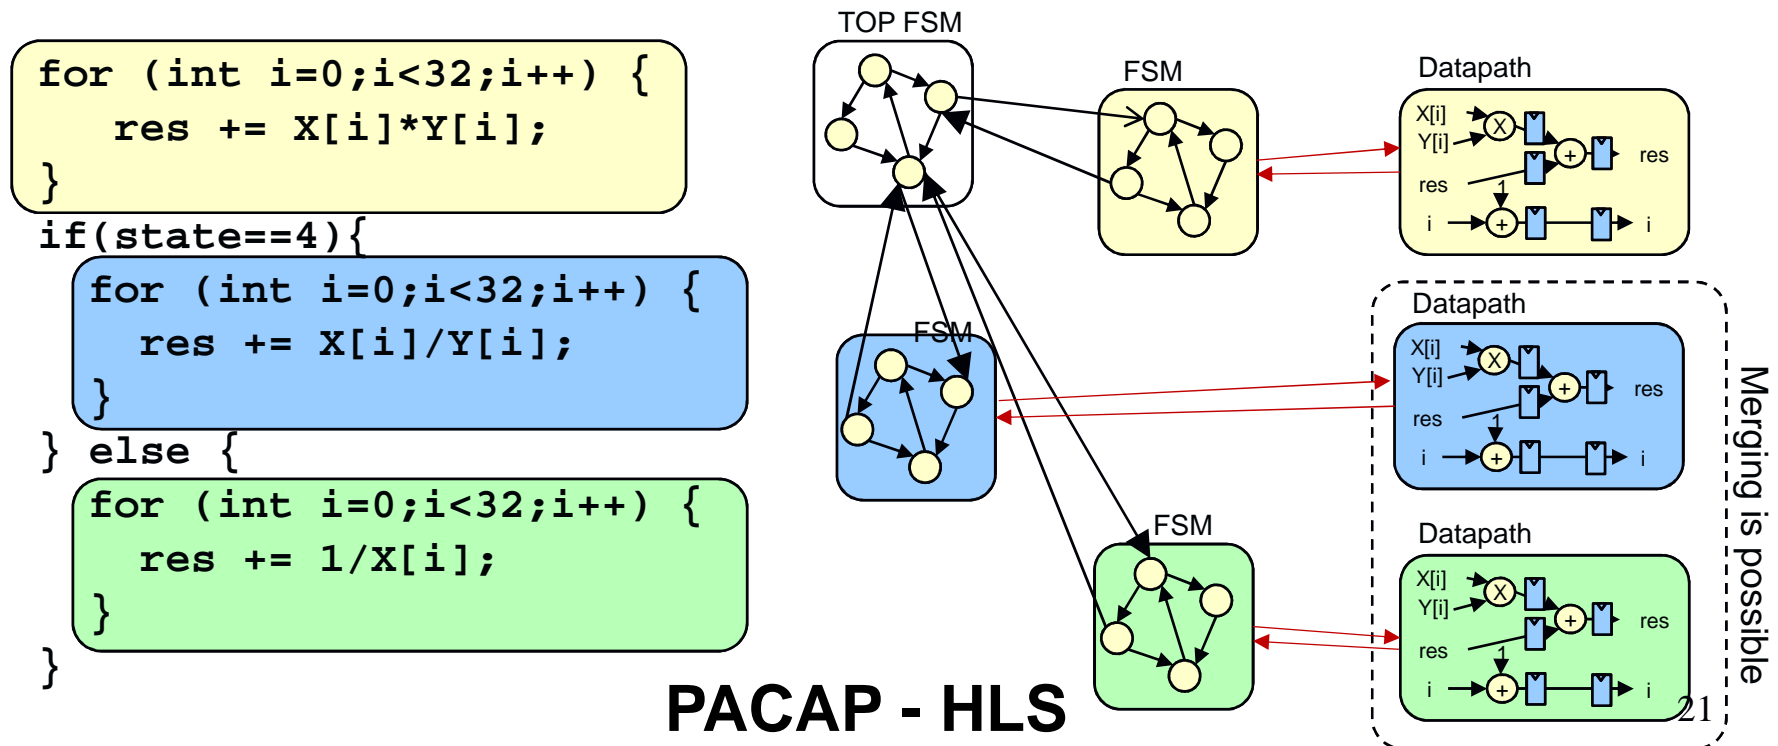 for (int i=0;i<32;i++) {
res += X[i]*Y[i];
}
if(state==4){
for (int i=0;i<32;i++) {
res += X[i]/Y[i];
}
} else {
for (int i=0;i<32;i++) {
res += 1/X[i];
}
}
TOP FSM
FSM
Datapath
X[i]
Y[i]
X
+
res
res
1
i
+
i
FSM
Datapath
X[i]
Y[i]
X
+
res
res
1
i
+
i
FSM
Datapath
X[i]
Y[i]
X
+
res
res
1
i
+
i
Merging is possible
PACAP - HLS
21